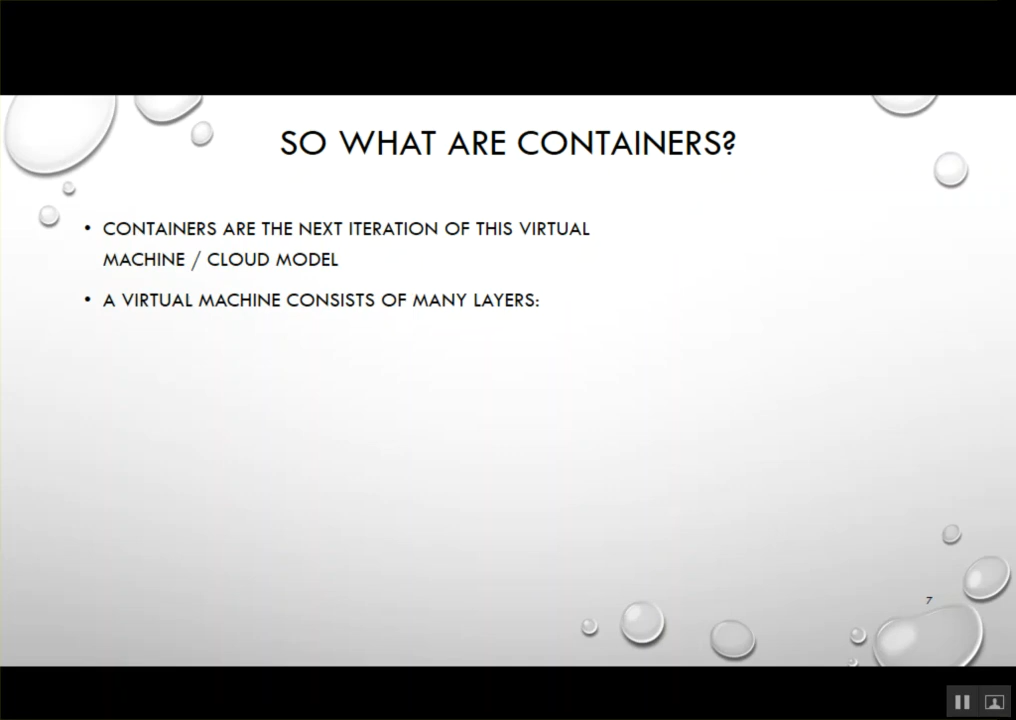 SO WHAT ARE CONTAINERS?
• CONTAINERS ARE THE NEXT ITERATION OF THIS VIRTUAL
MACHINE / CLOUD MODEL
• A VIRTUAL MACHINE CONSISTS OF MANY LAYERS:
7